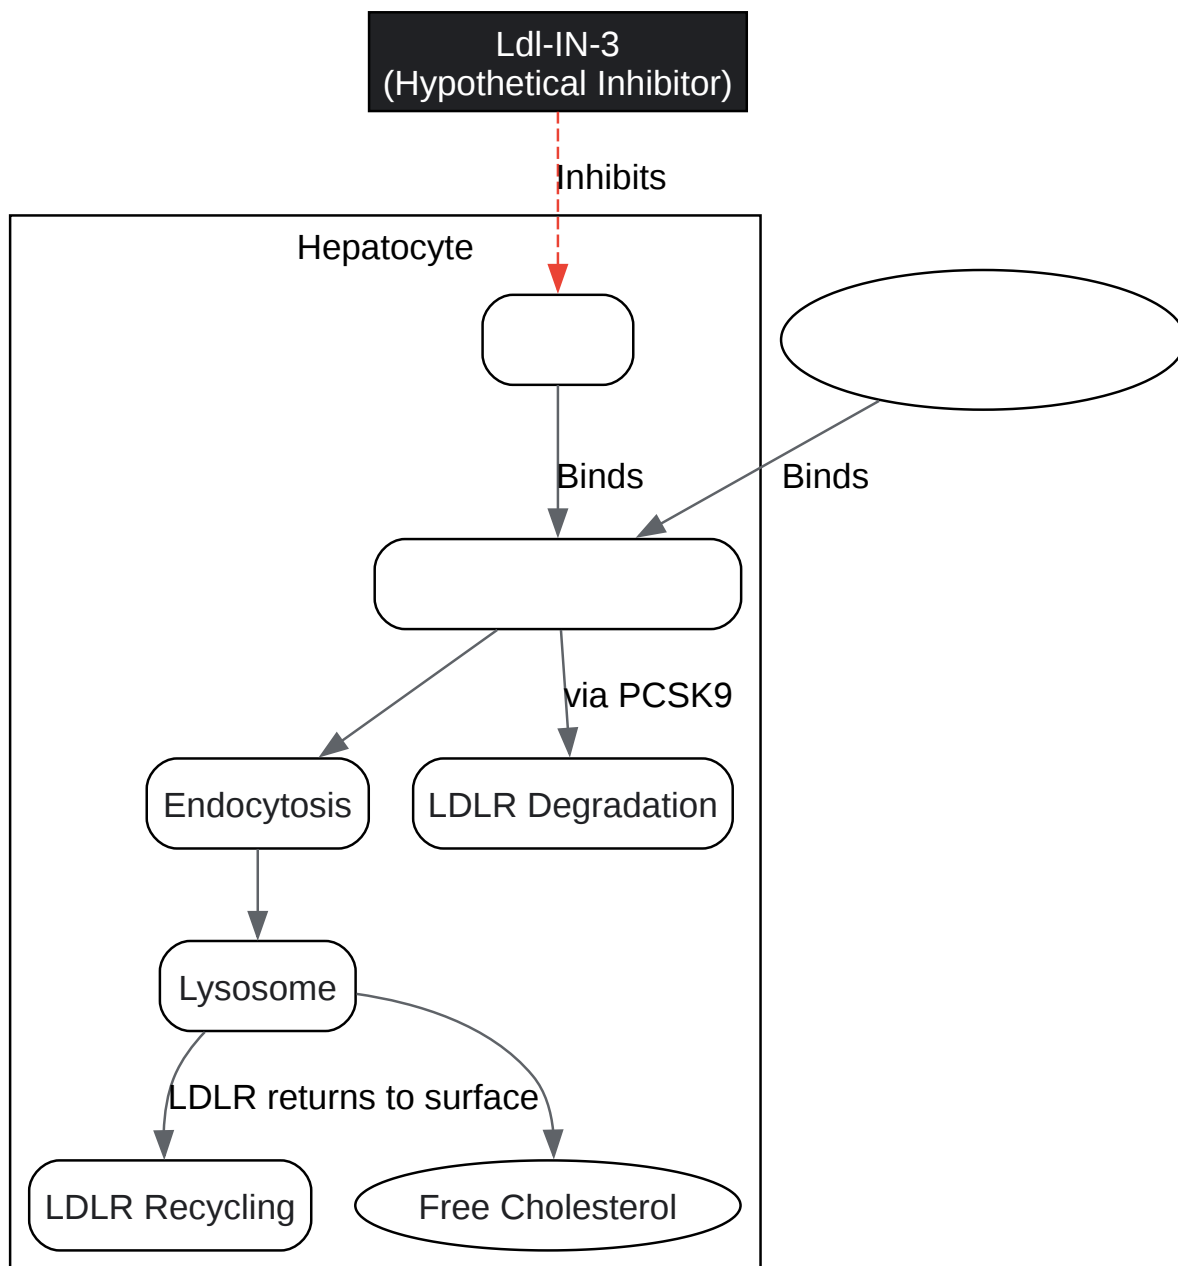 Ldl-IN-3
(Hypothetical Inhibitor)
Inhibits
Hepatocyte
Binds
Binds
via PCSK9
Endocytosis
LDLR Degradation
Lysosome
LDLR returns to surface
LDLR Recycling
Free Cholesterol